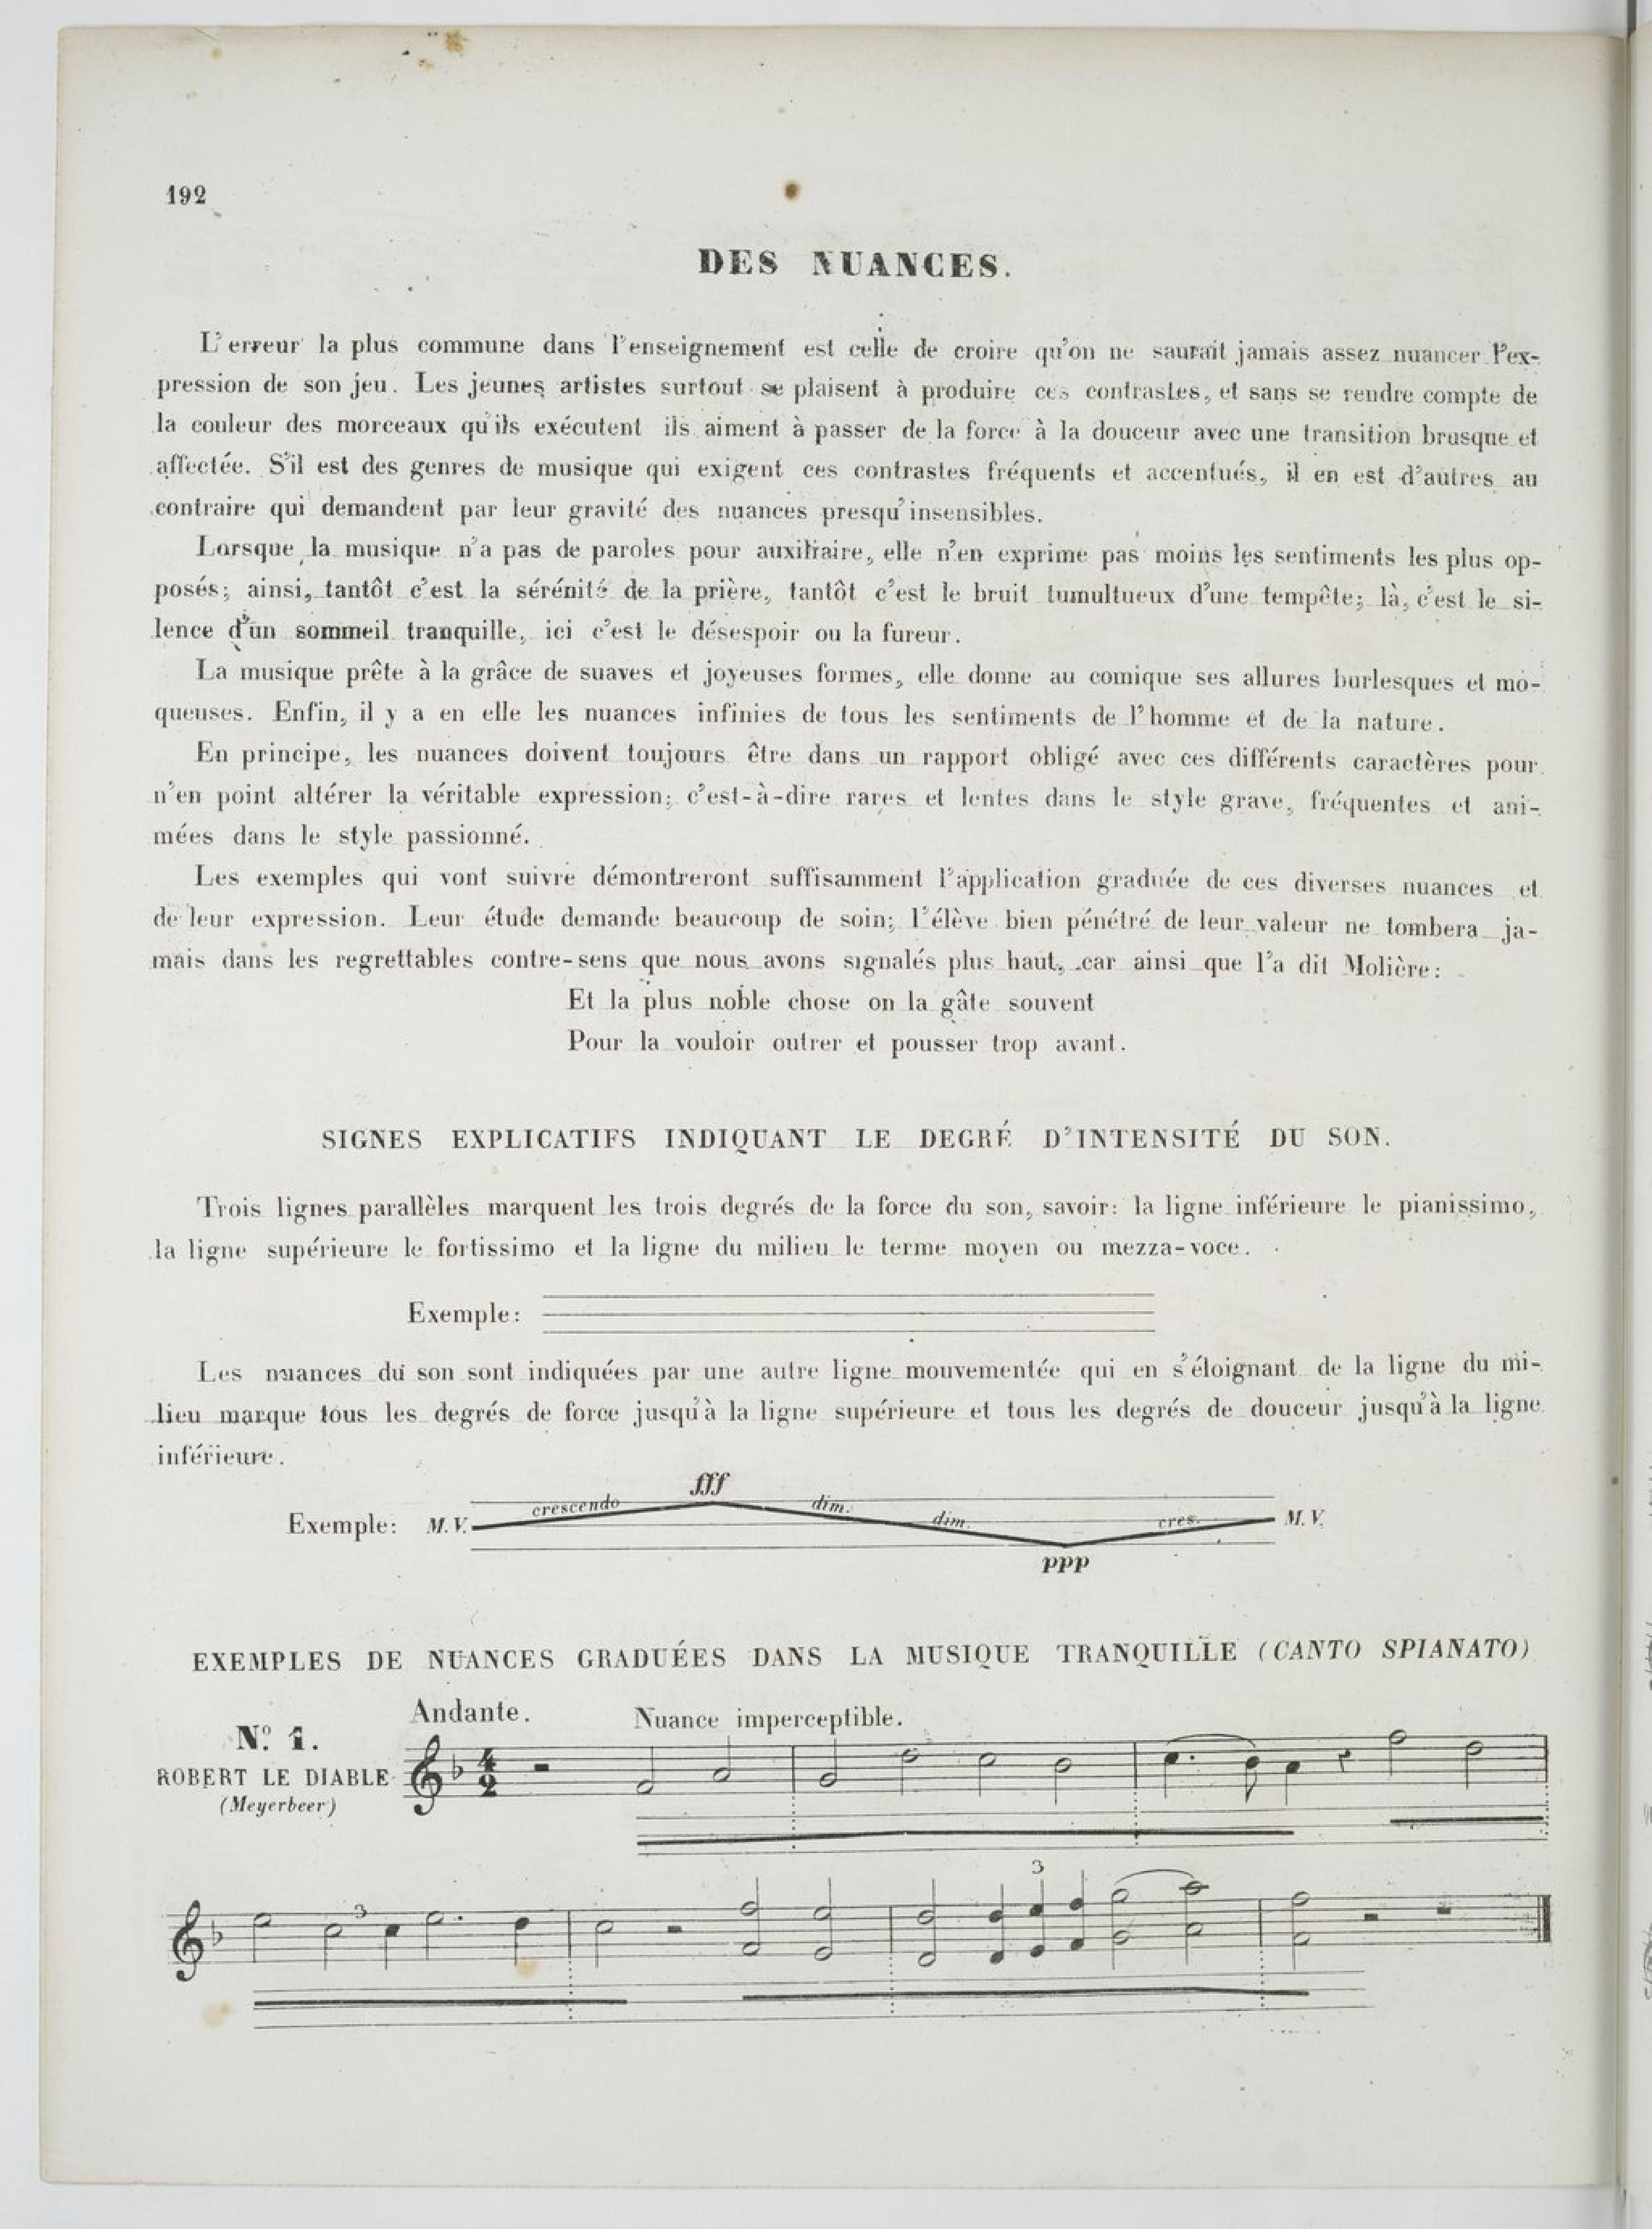 192
DES NUANCES.
L'erreur la plus commune dans l'enseignement est celle de croire qu'on ne saurait jamais assez nuancer l'ex-
pression de son jeu. Les jeunes artistes surtout se plaisent à produire ces contrastes, et sans se rendre compte de
la couleur des morceaux qu'ils exécutent ils aiment à passer de la force à la douceur avec une transition brusque et
affectée. S'il est des genres de musique qui exigent ces contrastes fréquents et accentués, il en est d'autres au
contraire qui demandent par leur gravité des nuances presqu'insensibles.
Lorsque la musique n'a pas de paroles pour auxiliaire, elle n'en exprime pas moins les sentiments les plus op-
posés; ainsi, tantôt c'est la sérénité de la prière, tantôt c'est le bruit tumultueux d'une tempête; là, c'est le si-
lence d'un sommeil tranquille, ici c'est le désespoir ou la fureur.
La musique prête à la grâce de suaves et joyeuses formes, elle donne au comique ses allures burlesques et mo-
queuses. Enfin, il y a en elle les nuances infinies de tous les sentiments de l'homme et de la nature.
En principe, les nuances doivent toujours être dans un rapport obligé avec ces différents caractères pour
n'en point altérer la véritable expression; c'est-à-dire rares et lentes dans le style grave, fréquentes et ani-
mées dans le style passionné.
Les exemples qui vont suivre démontreront suffisamment l'application graduée de ces diverses nuances et
de leur expression. Leur étude demande beaucoup de soin; l'élève bien pénétré de leur valeur ne tombera ja-
mais dans les regrettables contre-sens que nous avons signalés plus haut, car ainsi que l'a dit Molière:
Et la plus noble chose on la gâte souvent
Pour la vouloir outrer et pousser trop avant.
SIGNES EXPLICATIFS INDIQUANT LE DEGRÉ D'INTENSITÉ DU SON.
Trois lignes parallèles marquent les trois degrés de la force du son, savoir: la ligne inférieure le pianissimo,
la ligne supérieure le fortissimo et la ligne du milieu le terme moyen ou mezza-voce.
Exemple:
Les nuances du son sont indiquées par une autre ligne mouvementée qui en s'éloignant de la ligne du mi-
lieu marque tous les degrés de force jusqu'à la ligne supérieure et tous les degrés de douceur jusqu'à la ligne
inférieure.
fff
Exemple: M.V. crescendo dim. dim. cres. M.V.
ppp
EXEMPLES DE NUANCES GRADUÉES DANS LA MUSIQUE TRANQUILLE (CANTO SPIANATO)
Andante. Nuance imperceptible.
Nº 1.
ROBERT LE DIABLE
(Meyerbeer)
4
2
3
3